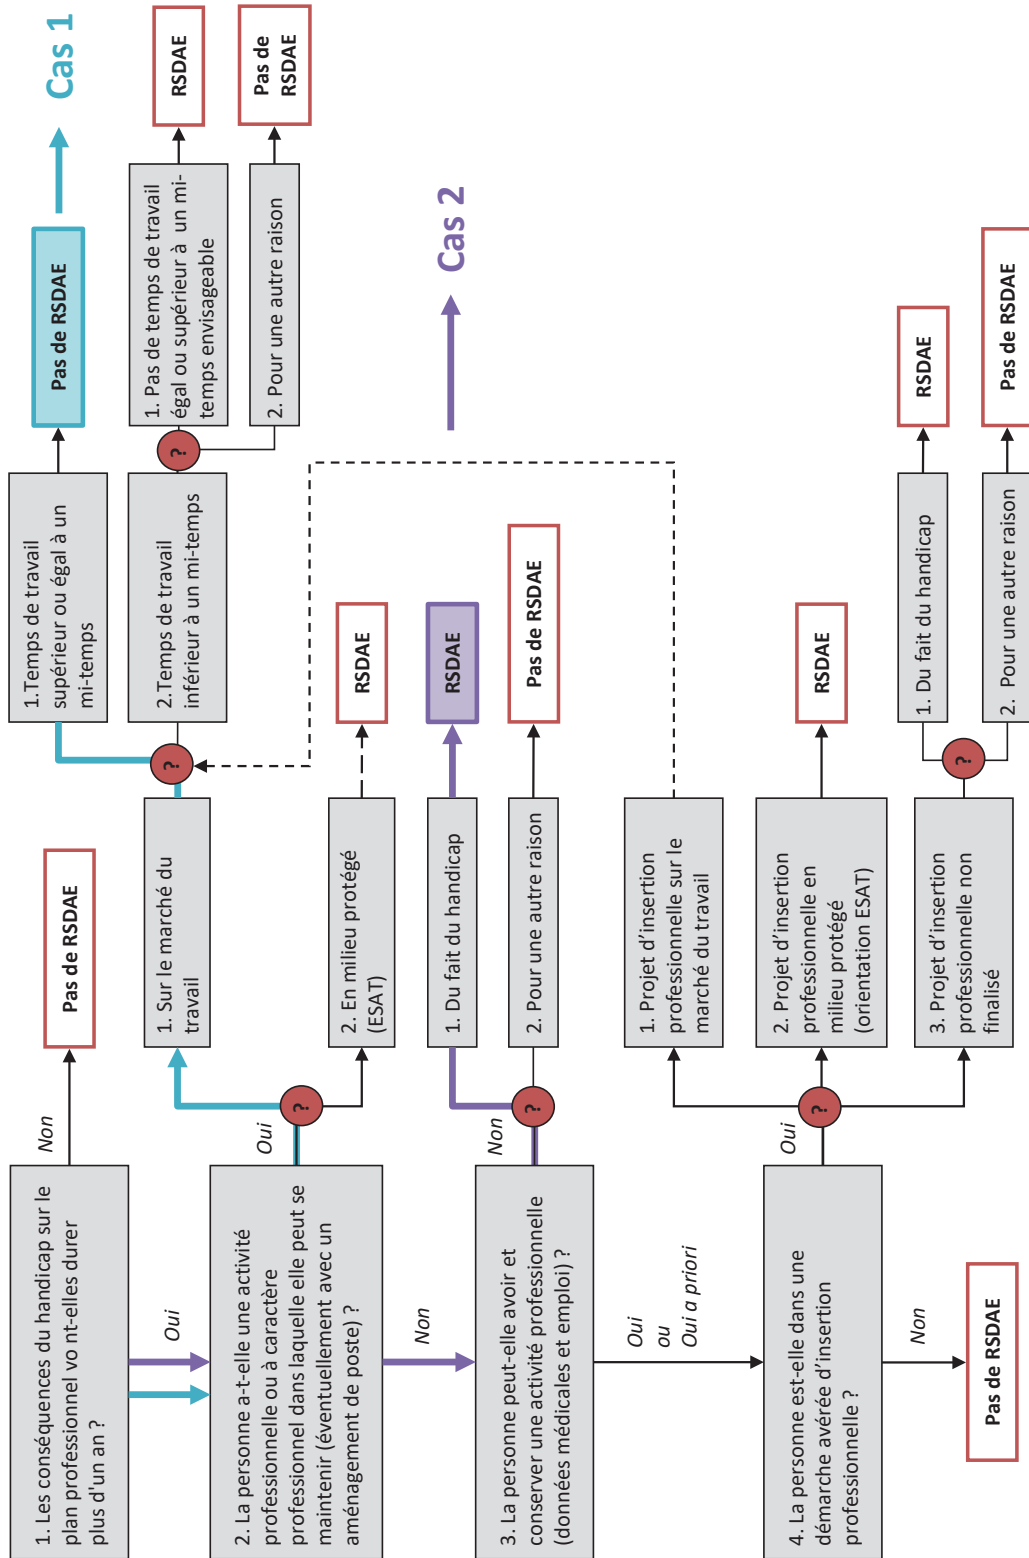 1. Les conséquences du handicap sur le
plan professionnel vo nt-elles durer
plus d'un an ?
Non
Pas de RSDAE
Oui
2. La personne a-t-elle une activité
professionnelle ou à caractère
professionnel dans laquelle elle peut se
maintenir (éventuellement avec un
aménagement de poste) ?
Oui
?
1. Sur le marché du
travail
?
1.Temps de travail
supérieur ou égal à un
mi-temps
Pas de RSDAE
Cas 1
2.Temps de travail
inférieur à un mi-temps
?
1. Pas de temps de travail
égal ou supérieur à un mi-
temps envisageable
RSDAE
2. Pour une autre raison
Pas de
RSDAE
2. En milieu protégé
(ESAT)
RSDAE
Non
3. La personne peut-elle avoir et
conserver une activité professionnelle
(données médicales et emploi) ?
Non
?
1. Du fait du handicap
RSDAE
Cas 2
2. Pour une autre raison
Pas de RSDAE
Oui
ou
Oui a priori
4. La personne est-elle dans une
démarche avérée d'insertion
professionnelle ?
Oui
?
1. Projet d'insertion
professionnelle sur le
marché du travail
2. Projet d'insertion
professionnelle en
milieu protégé
(orientation ESAT)
RSDAE
3. Projet d'insertion
professionnelle non
finalisé
?
1. Du fait du handicap
RSDAE
2. Pour une autre raison
Pas de RSDAE
Non
Pas de RSDAE